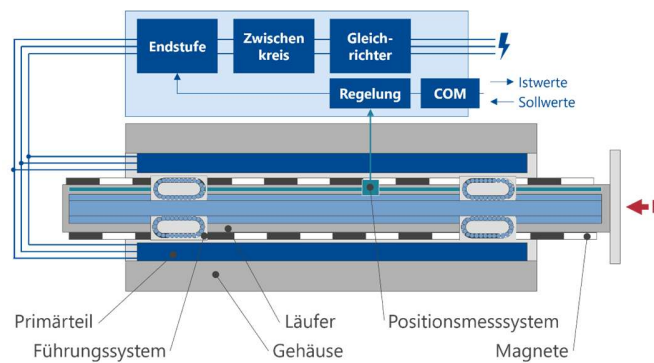 Endstufe
Zwischen
kreis
Gleich-
richter
Regelung
COM
Istwerte
Sollwerte
Primärteil
Läufer
Positionsmesssystem
Führungssystem
Gehäuse
Magnete